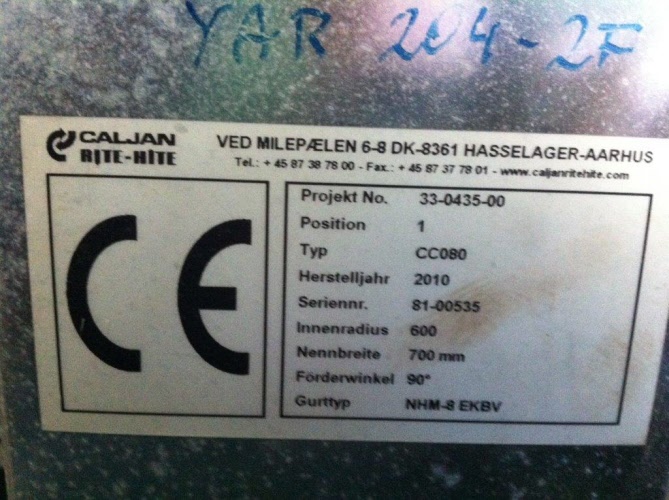 YAR 204-2F
CALJAN
RITE-HITE
VED MILEPÆLEN 6-8 DK-8361 HASSELAGER-AARHUS
Tel.: + 45 87 38 78 00 - Fax.: + 45 87 37 78 01 - www.caljanritehite.com
CE
Projekt No. 33-0435-00
Position 1
Typ CC080
Herstelljahr 2010
Seriennr. 81-00535
Innenradius 600
Nennbreite 700 mm
Förderwinkel 90°
Gurttyp NHM-8 EKBV